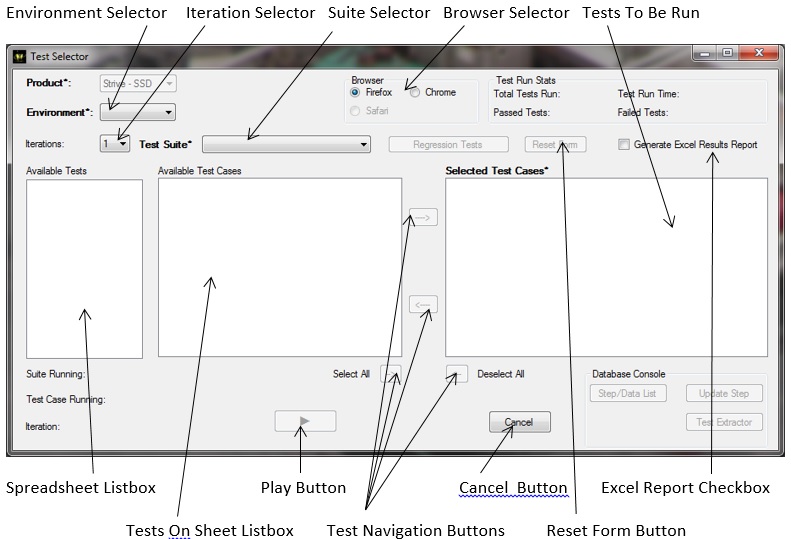 Environment Selector Iteration Selector Suite Selector Browser Selector Tests To Be Run
Test Selector
Product*: Strive - SSD
Browser
Firefox Chrome
Safari
Test Run Stats
Total Tests Run: Test Run Time:
Passed Tests: Failed Tests:
Environment*:
Iterations: 1 Test Suite* Regression Tests Reset Form Generate Excel Results Report
Available Tests Available Test Cases Selected Test Cases*
--->
<---
Suite Running: Select All Deselect All Database Console
Step/Data List Update Step
Test Case Running:
Iteration: Cancel Test Extractor
Spreadsheet Listbox Play Button Cancel Button Excel Report Checkbox
Tests On Sheet Listbox Test Navigation Buttons Reset Form Button